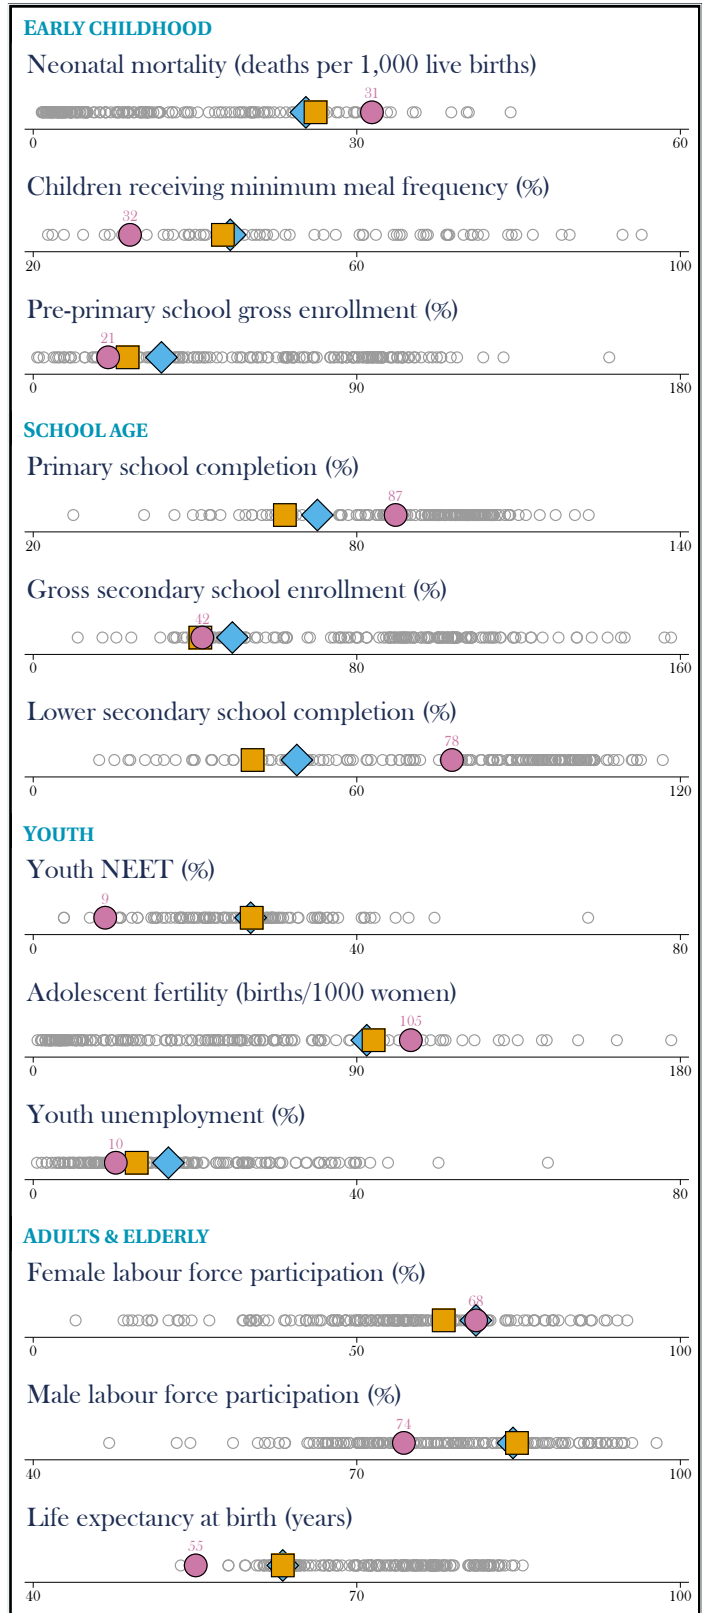 EARLY CHILDHOOD
Neonatal mortality (deaths per 1,000 live births)
31
0 30 60
Children receiving minimum meal frequency (%)
32
20 60 100
Pre-primary school gross enrollment (%)
21
0 90 180
SCHOOL AGE
Primary school completion (%)
87
20 80 140
Gross secondary school enrollment (%)
42
0 80 160
Lower secondary school completion (%)
78
0 60 120
YOUTH
Youth NEET (%)
9
0 40 80
Adolescent fertility (births/1000 women)
105
0 90 180
Youth unemployment (%)
10
0 40 80
ADULTS & ELDERLY
Female labour force participation (%)
68
0 50 100
Male labour force participation (%)
74
40 70 100
Life expectancy at birth (years)
55
40 70 100